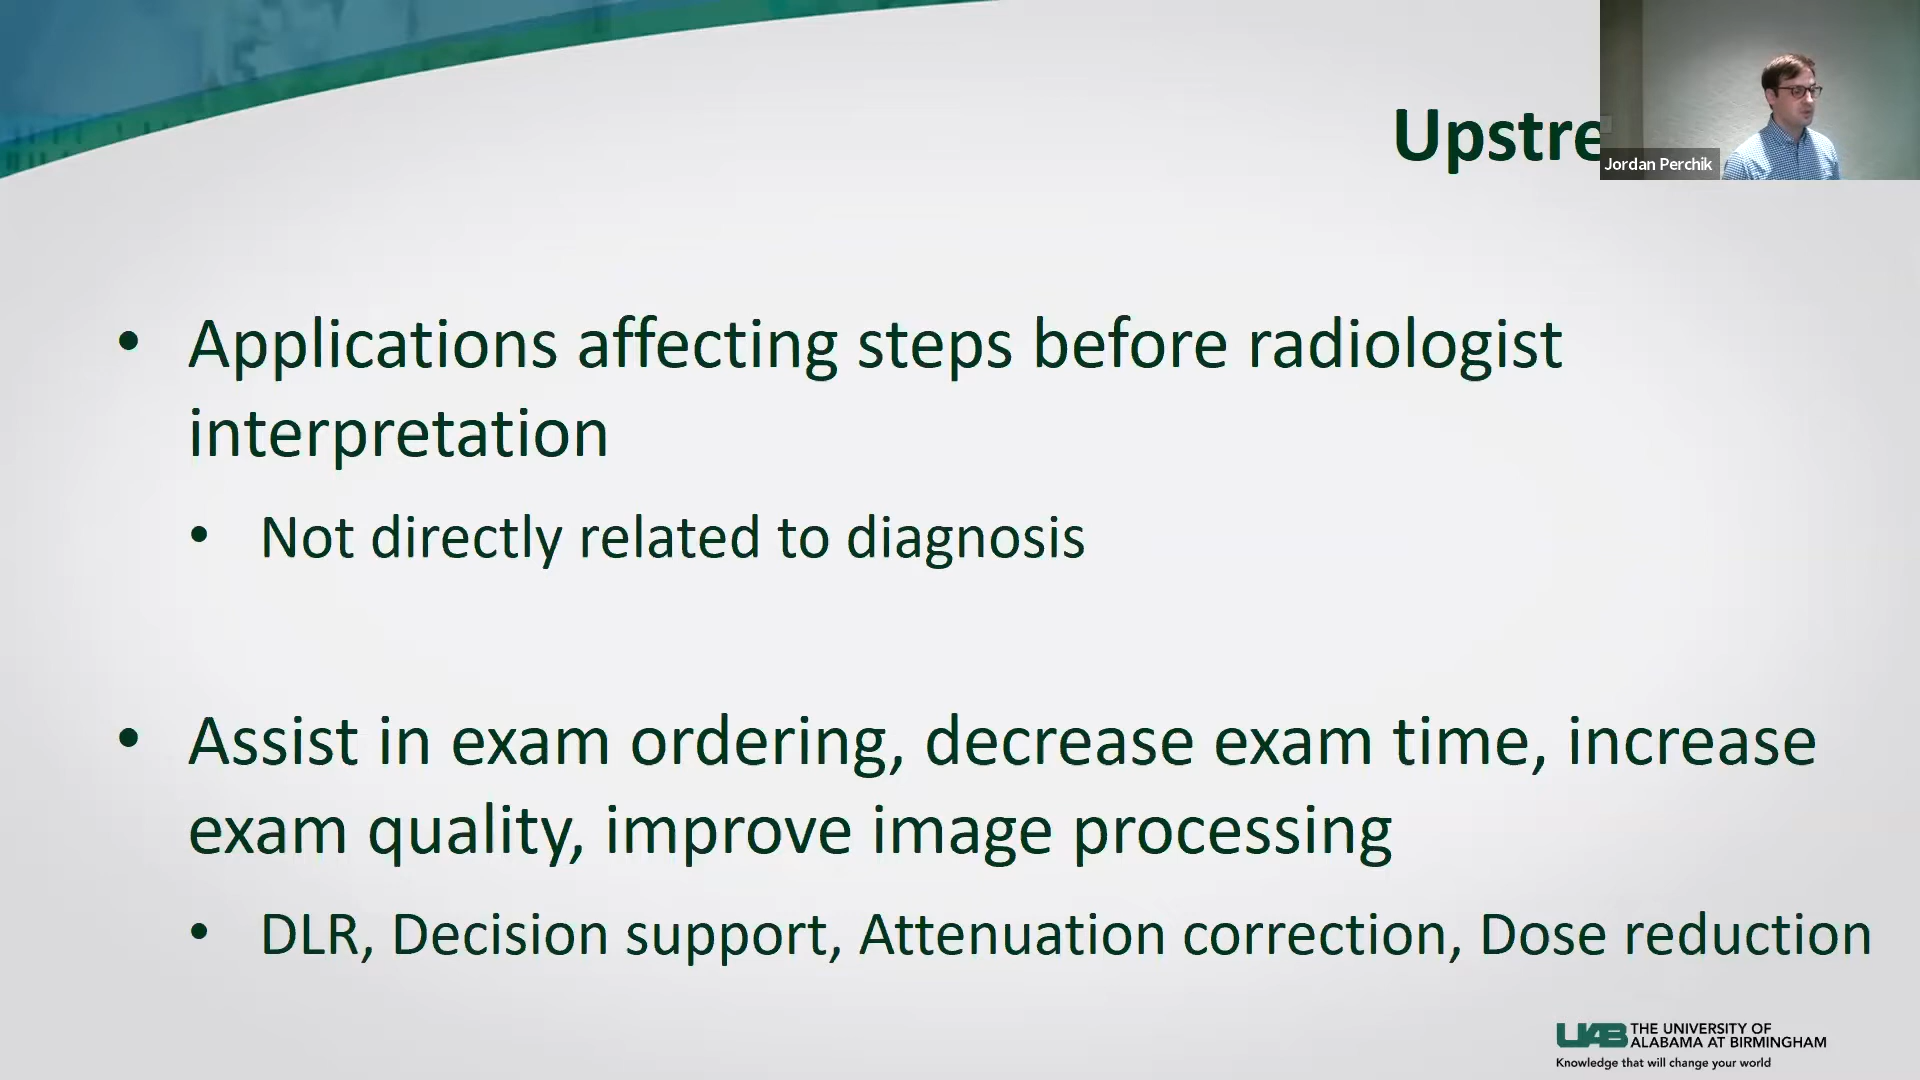 Upstre
Jordan Perchik
• Applications affecting steps before radiologist
interpretation
• Not directly related to diagnosis
• Assist in exam ordering, decrease exam time, increase
exam quality, improve image processing
• DLR, Decision support, Attenuation correction, Dose reduction
UAB THE UNIVERSITY OF
ALABAMA AT BIRMINGHAM
Knowledge that will change your world